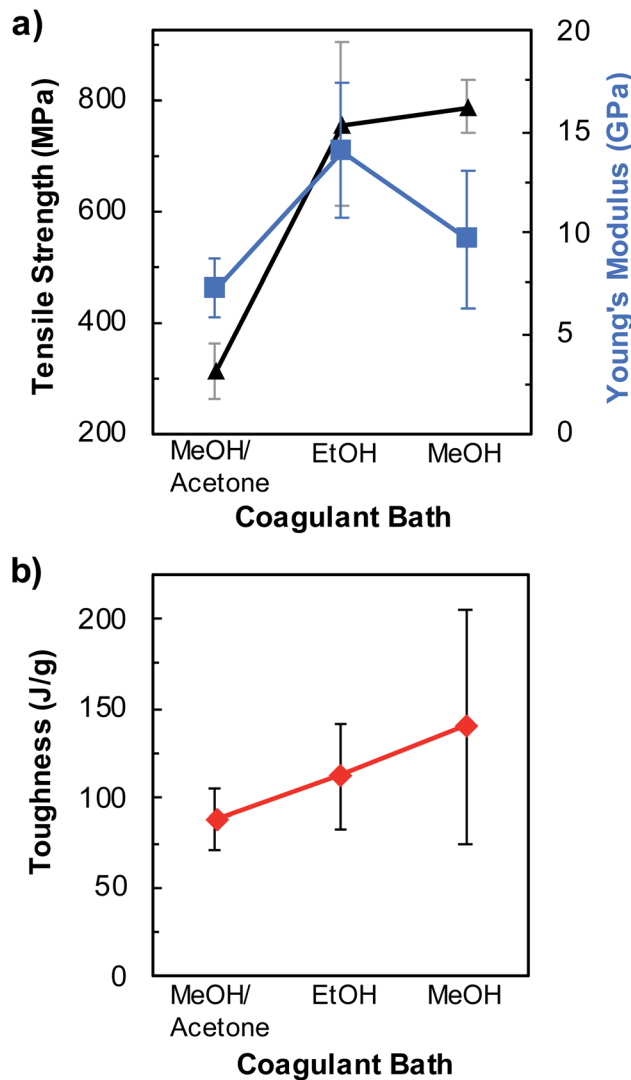 a)
Tensile Strength (MPa)
800
600
400
200
20
15
10
5
0
Young's Modulus (GPa)
MeOH/
Acetone
EtOH
MeOH
Coagulant Bath
b)
Toughness (J/g)
200
150
100
50
0
MeOH/
Acetone
EtOH
MeOH
Coagulant Bath